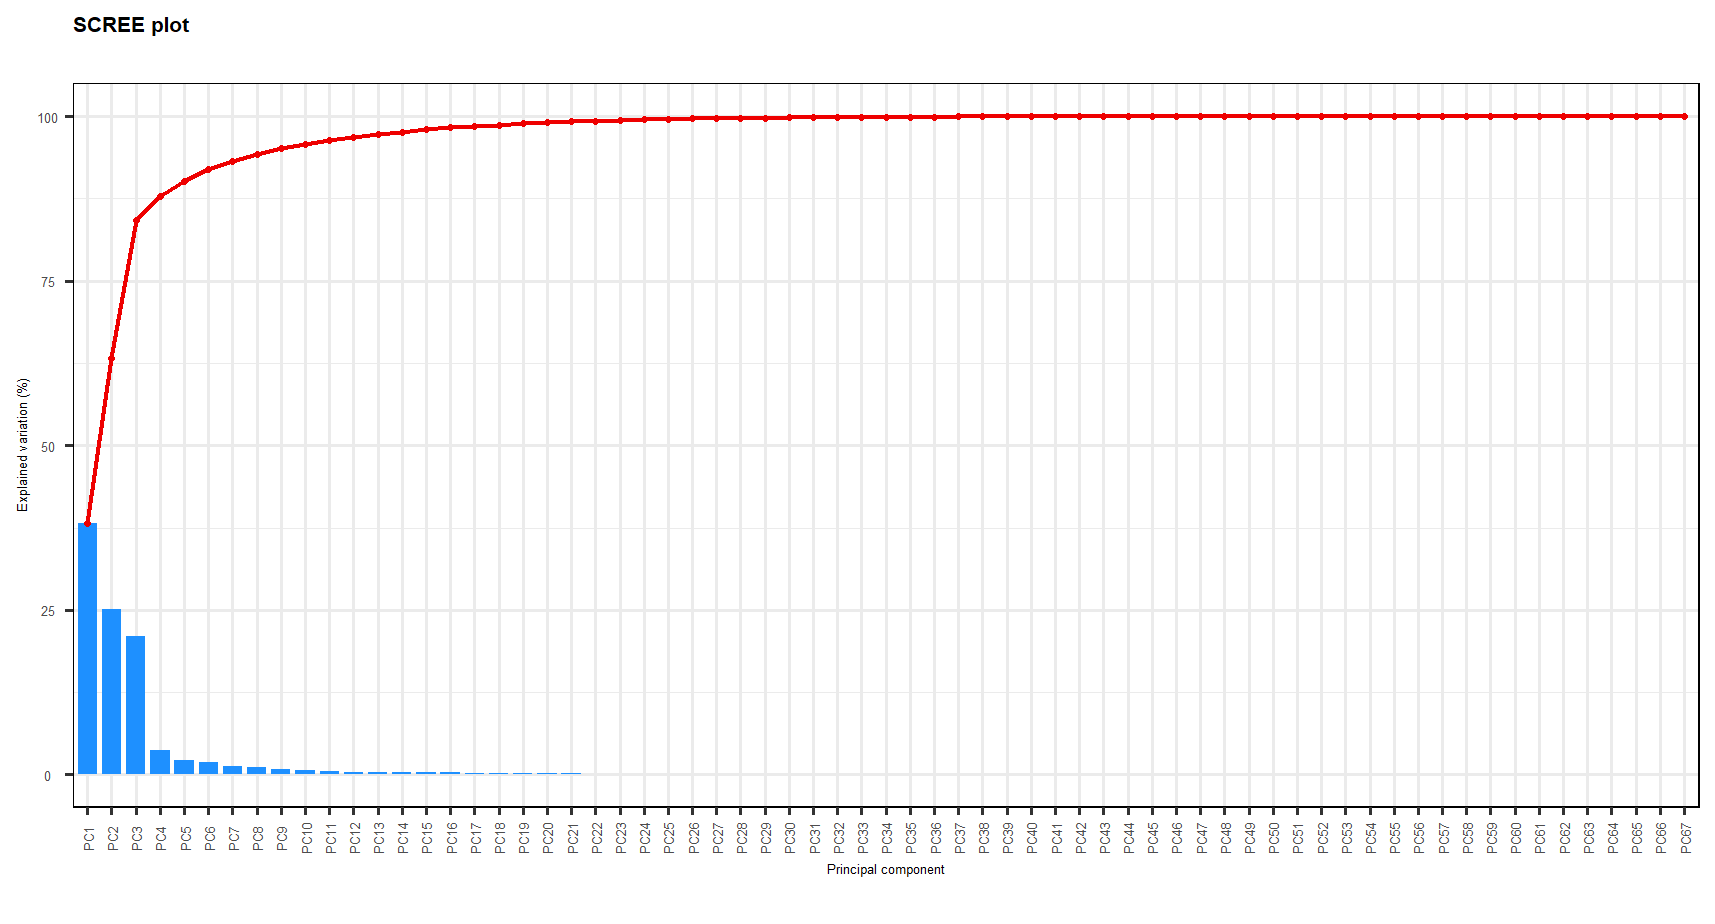 SCREE plot
100
75
50
25
0
Explained variation (%)
PC1 PC2 PC3 PC4 PC5 PC6 PC7 PC8 PC9 PC10 PC11 PC12 PC13 PC14 PC15 PC16 PC17 PC18 PC19 PC20 PC21 PC22 PC23 PC24 PC25 PC26 PC27 PC28 PC29 PC30 PC31 PC32 PC33 PC34 PC35 PC36 PC37 PC38 PC39 PC40 PC41 PC42 PC43 PC44 PC45 PC46 PC47 PC48 PC49 PC50 PC51 PC52 PC53 PC54 PC55 PC56 PC57 PC58 PC59 PC60 PC61 PC62 PC63 PC64 PC65 PC66 PC67
Principal component